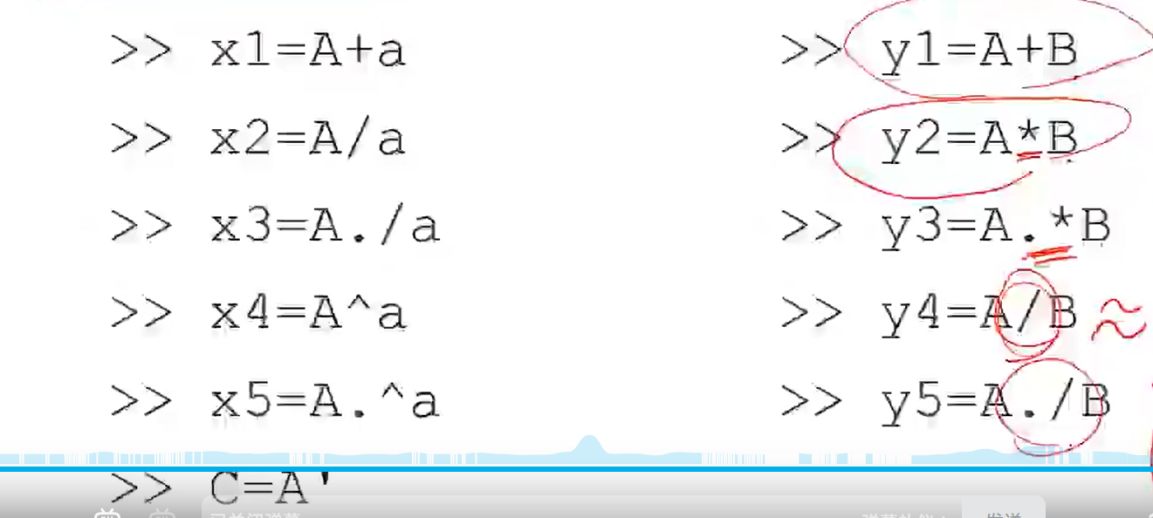 >> x1=A+a
>> x2=A/a
>> x3=A./a
>> x4=A^a
>> x5=A.^a
>> C=A'
>> y1=A+B
>> y2=A*B
>> y3=A.*B
>> y4=A/B ≈
>> y5=A./B